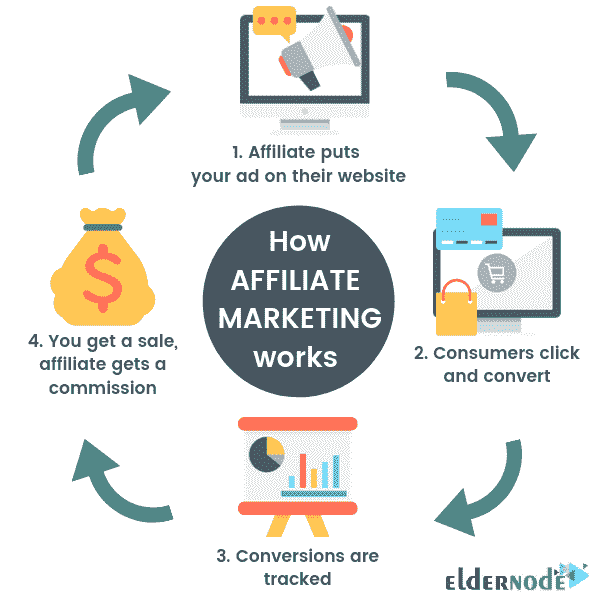 1. Affiliate puts
your ad on their website
How
AFFILIATE
MARKETING
works
2. Consumers click
and convert
3. Conversions are
tracked
4. You get a sale,
affiliate gets a
commission
$
elderNode